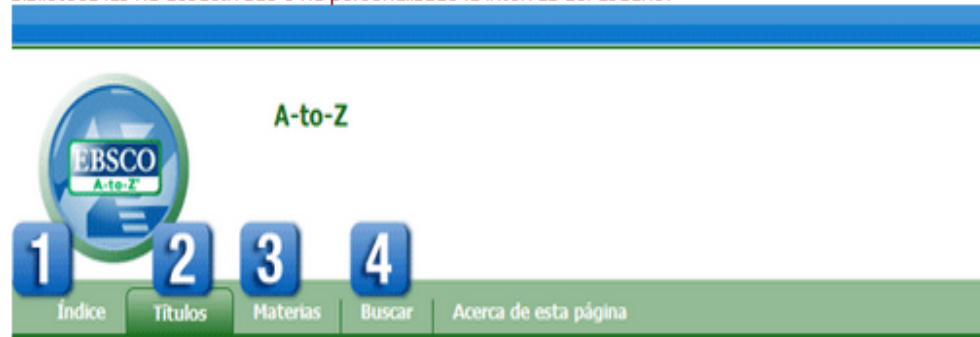 A-to-Z
EBSCO
A-to-Z
1 2 3 4
Índice Títulos Materias Buscar Acerca de esta página